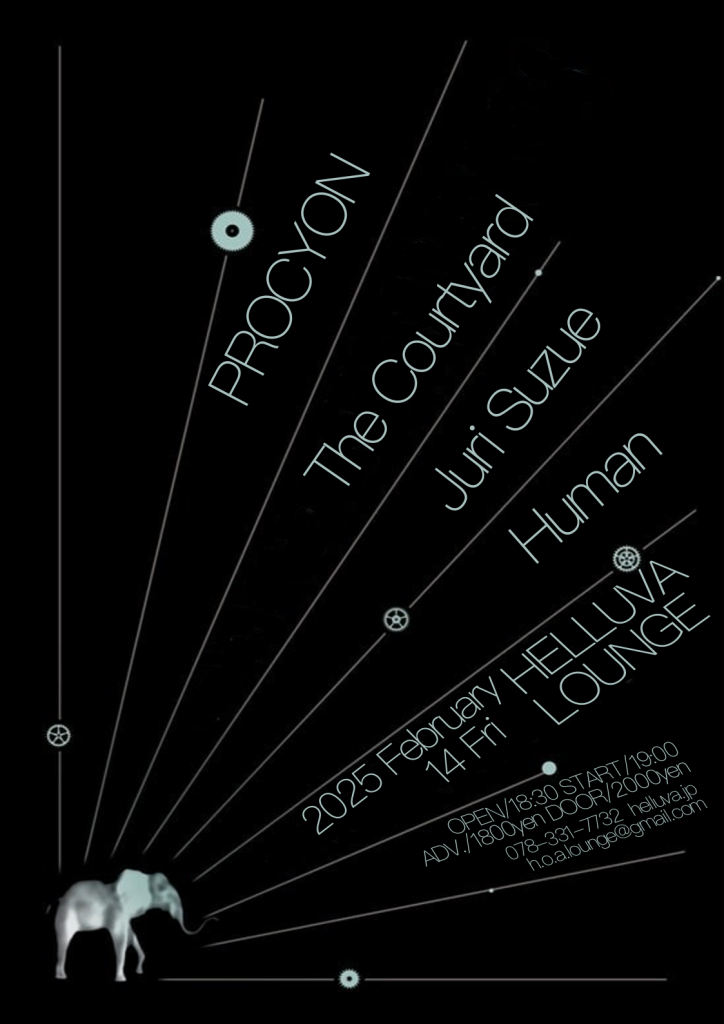 PROCYON
The Courtyard
Juri Suzue
Human
2025 February HELLUVA
14 Fri LOUNGE
OPEN/18:30 START/19:00
ADV./1800yen DOOR/2000yen
078-331-7732 helluva.jp
h.o.a.lounge@gmail.com